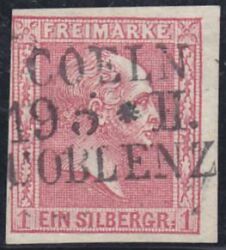 FREIMARKE
COELN
19 5 * II.
COBLENZ
1 EIN SILBERGR. 1